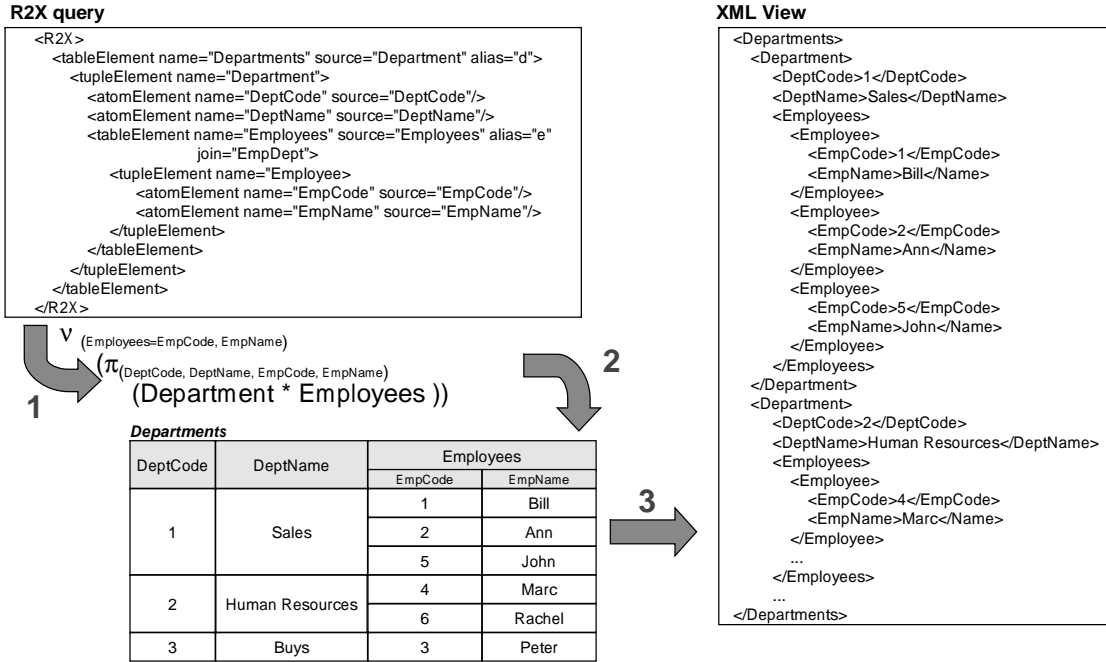 R2X query
<R2X>
<tableElement name="Departments" source="Department" alias="d">
<tupleElement name="Department">
<atomElement name="DeptCode" source="DeptCode"/>
<atomElement name="DeptName" source="DeptName"/>
<tableElement name="Employees" source="Employees" alias="e"
join="EmpDept">
<tupleElement name="Employee>
<atomElement name="EmpCode" source="EmpCode"/>
<atomElement name="EmpName" source="EmpName"/>
</tupleElement>
</tableElement>
</tupleElement>
</tableElement>
</R2X>
1
ν (Employees=EmpCode, EmpName)
(π(DeptCode, DeptName, EmpCode, EmpName)
(Department * Employees ))
2
Departments
DeptCode DeptName Employees
EmpCode EmpName
1 Sales 1 Bill
2 Ann
5 John
2 Human Resources 4 Marc
6 Rachel
3 Buys 3 Peter
3
XML View
<Departments>
<Department>
<DeptCode>1</DeptCode>
<DeptName>Sales</DeptName>
<Employees>
<Employee>
<EmpCode>1</EmpCode>
<EmpName>Bill</Name>
</Employee>
<Employee>
<EmpCode>2</EmpCode>
<EmpName>Ann</Name>
</Employee>
<Employee>
<EmpCode>5</EmpCode>
<EmpName>John</Name>
</Employee>
</Employees>
</Department>
<Department>
<DeptCode>2</DeptCode>
<DeptName>Human Resources</DeptName>
<Employees>
<Employee>
<EmpCode>4</EmpCode>
<EmpName>Marc</Name>
</Employee>
...
</Employees>
...
</Departments>